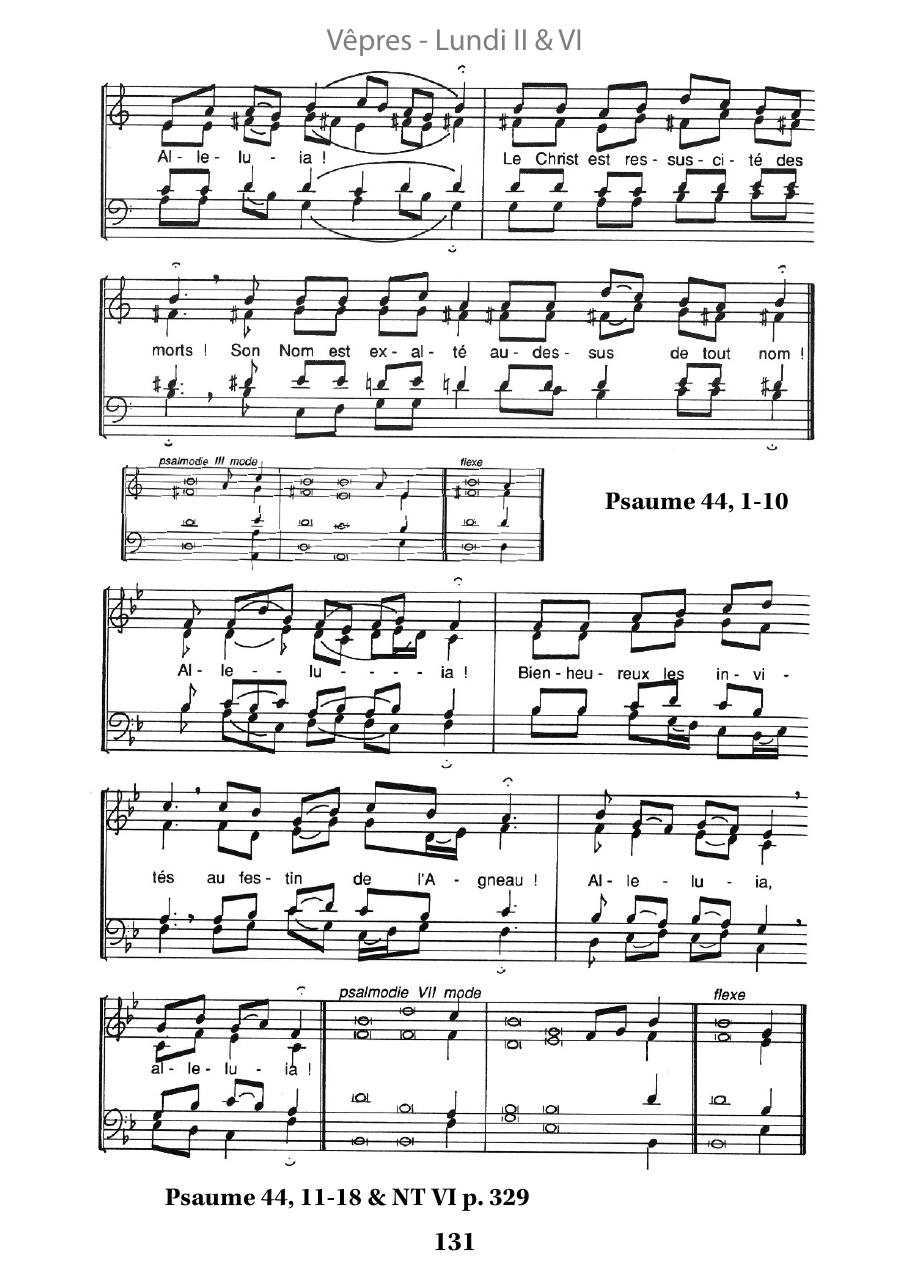 Vêpres - Lundi II & VI
Al - le - lu - ia ! Le Christ est res - sus - ci - té des
morts ! Son Nom est ex - al - té au - des - sus de tout nom !
psalmodie III mode flexe
Psaume 44, 1-10
Al - le - lu - ia ! Bien - heu - reux les in - vi -
tés au fes - tin de l'A - gneau ! Al - le - lu - ia,
psalmodie VII mode flexe
al - le - lu - ia !
Psaume 44, 11-18 & NT VI p. 329
131